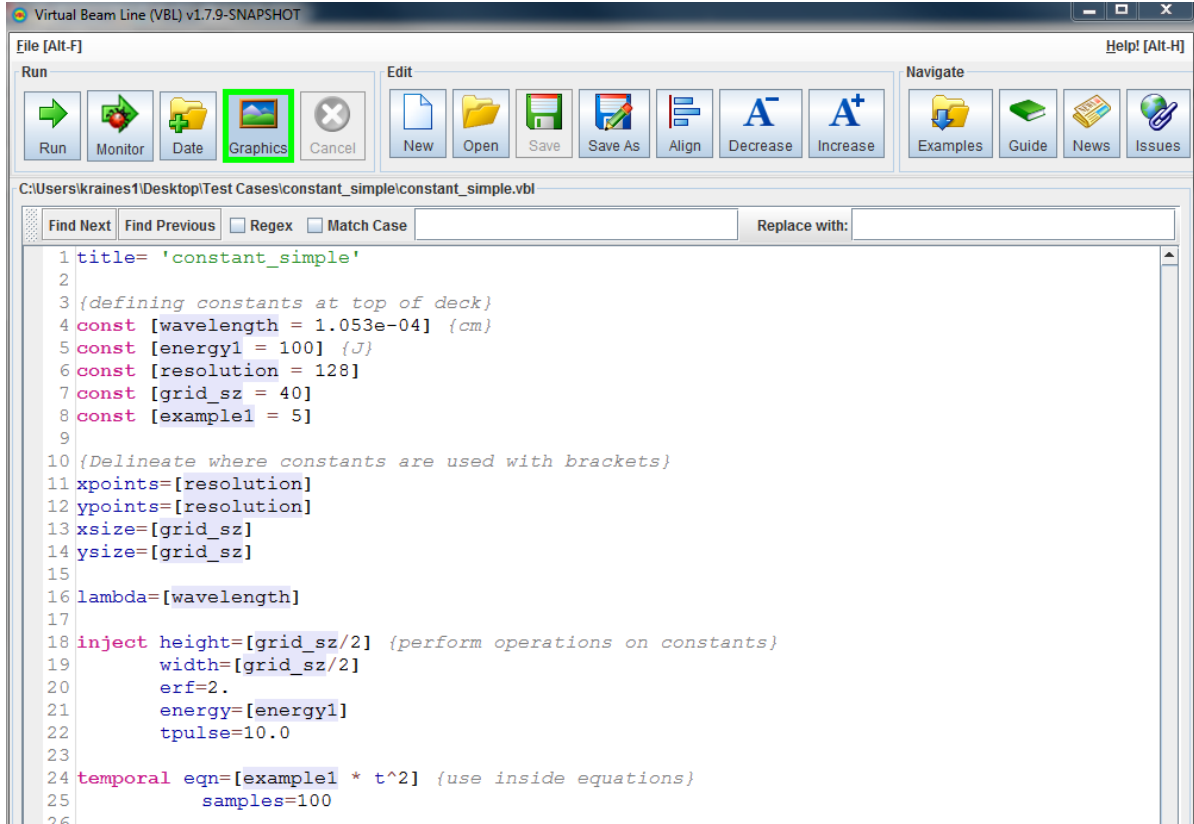 Virtual Beam Line (VBL) v1.7.9-SNAPSHOT
File [Alt-F] Help! [Alt-H]
Run Edit Navigate
Run Monitor Date Graphics Cancel New Open Save Save As Align Decrease Increase Examples Guide News Issues
C:\Users\kraines1\Desktop\Test Cases\constant_simple\constant_simple.vbl
Find Next Find Previous Regex Match Case Replace with:
1 title= 'constant_simple'
2
3 {defining constants at top of deck}
4 const [wavelength = 1.053e-04] {cm}
5 const [energy1 = 100] {J}
6 const [resolution = 128]
7 const [grid_sz = 40]
8 const [example1 = 5]
9
10 {Delineate where constants are used with brackets}
11 xpoints=[resolution]
12 ypoints=[resolution]
13 xsize=[grid_sz]
14 ysize=[grid_sz]
15
16 lambda=[wavelength]
17
18 inject height=[grid_sz/2] {perform operations on constants}
19 width=[grid_sz/2]
20 erf=2.
21 energy=[energy1]
22 tpulse=10.0
23
24 temporal eqn=[example1 * t^2] {use inside equations}
25 samples=100
26